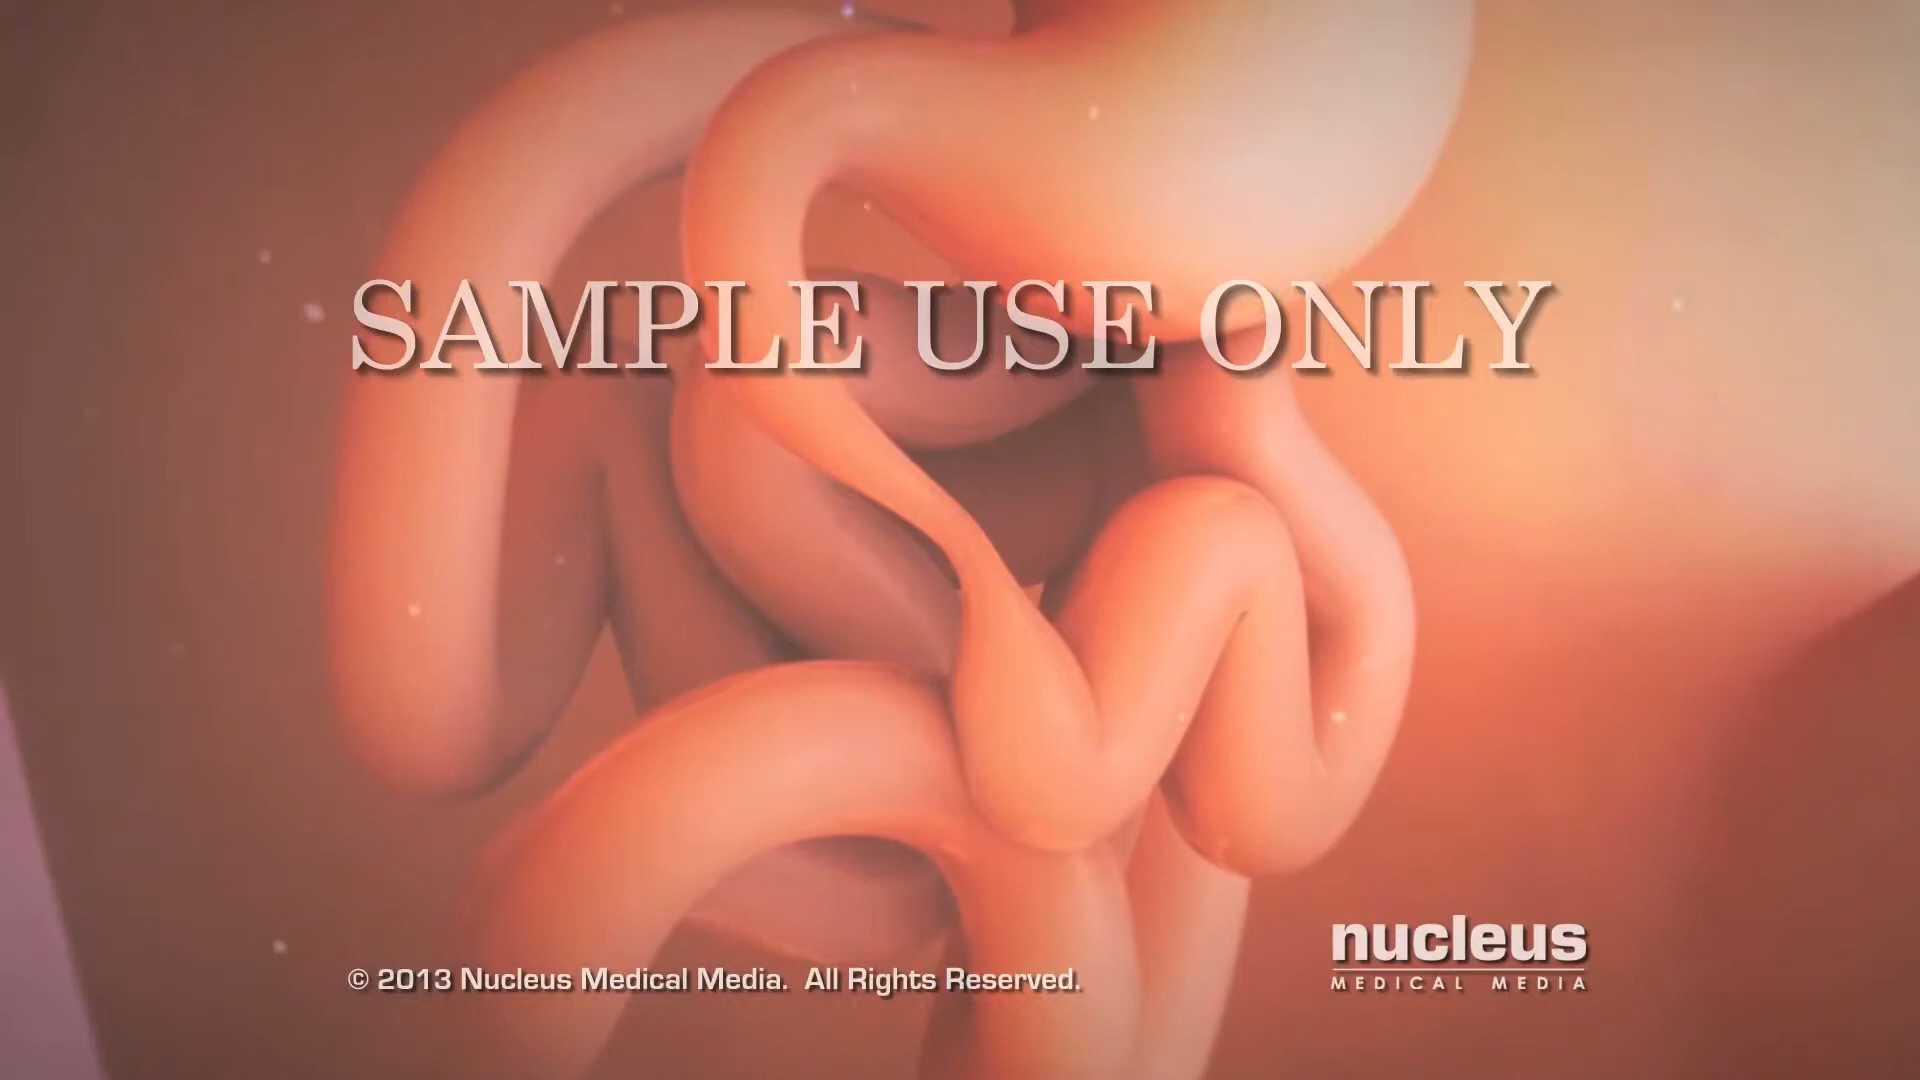 SAMPLE USE ONLY
© 2013 Nucleus Medical Media. All Rights Reserved.
nucleus
MEDICAL MEDIA